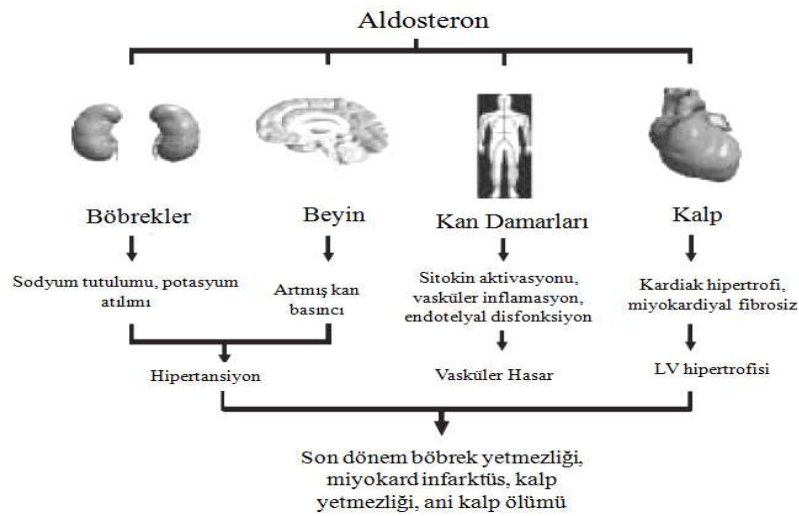 Aldosteron
Böbrekler
Beyin
Kan Damarları
Kalp
Sodyum tutulumu, potasyum
atılımı
Artmış kan
basıncı
Sitokin aktivasyonu,
vasküler inflamasyon,
endotelyal disfonksiyon
Kardiak hipertrofi,
miyokardiyal fibrosiz
Hipertansiyon
Vasküler Hasar
LV hipertrofisi
Son dönem böbrek yetmezliği,
miyokard infarktüs, kalp
yetmezliği, ani kalp ölümü